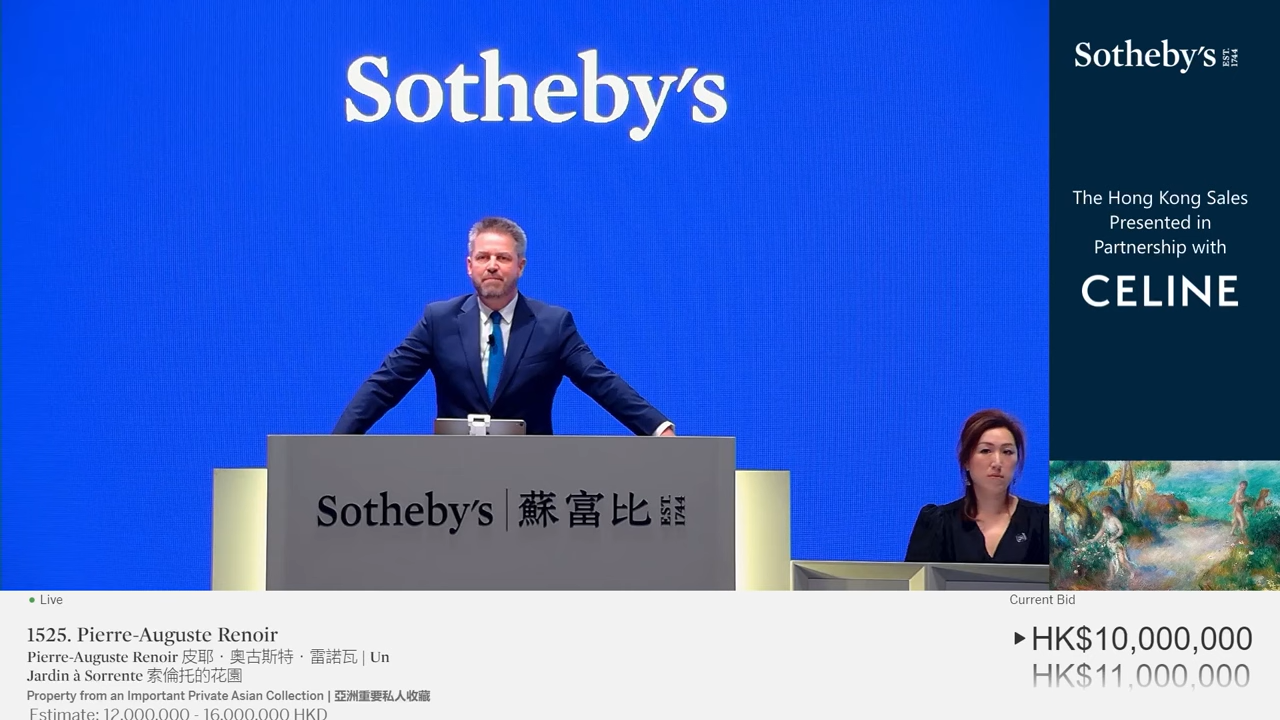 Sotheby's
Sotheby's EST. 1744
The Hong Kong Sales
Presented in
Partnership with
CELINE
Sotheby's | 蘇富比 EST. 1744
Live
Current Bid
1525. Pierre-Auguste Renoir
Pierre-Auguste Renoir 皮耶·奧古斯特·雷諾瓦 | Un
Jardin à Sorrente 索倫托的花園
Property from an Important Private Asian Collection | 亞洲重要私人收藏
Estimate: 12,000,000 - 16,000,000 HKD
HK$10,000,000
HK$11,000,000